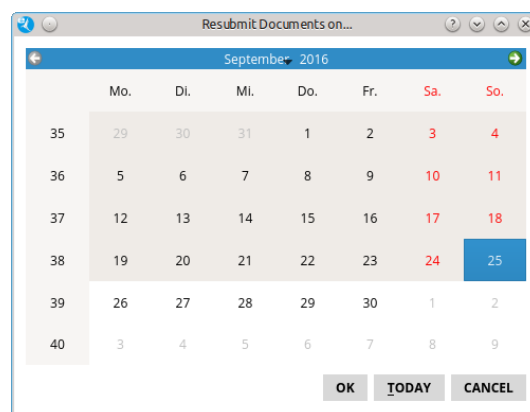 Resubmit Documents on...
September 2016
Mo. Di. Mi. Do. Fr. Sa. So.
35 29 30 31 1 2 3 4
36 5 6 7 8 9 10 11
37 12 13 14 15 16 17 18
38 19 20 21 22 23 24 25
39 26 27 28 29 30 1 2
40 3 4 5 6 7 8 9
OK TODAY CANCEL